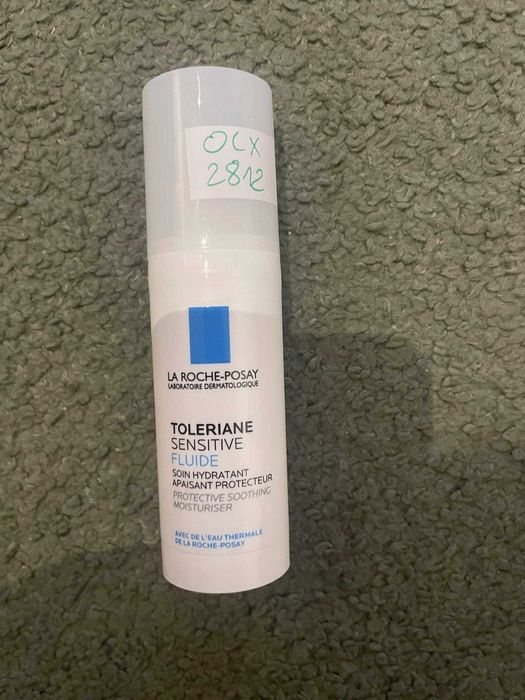 OLX
2812
LA ROCHE-POSAY
LABORATOIRE DERMATOLOGIQUE
TOLERIANE
SENSITIVE
FLUIDE
SOIN HYDRATANT
APAISANT PROTECTEUR
PROTECTIVE SOOTHING
MOISTURISER
AVEC DE L'EAU THERMALE
DE LA ROCHE-POSAY